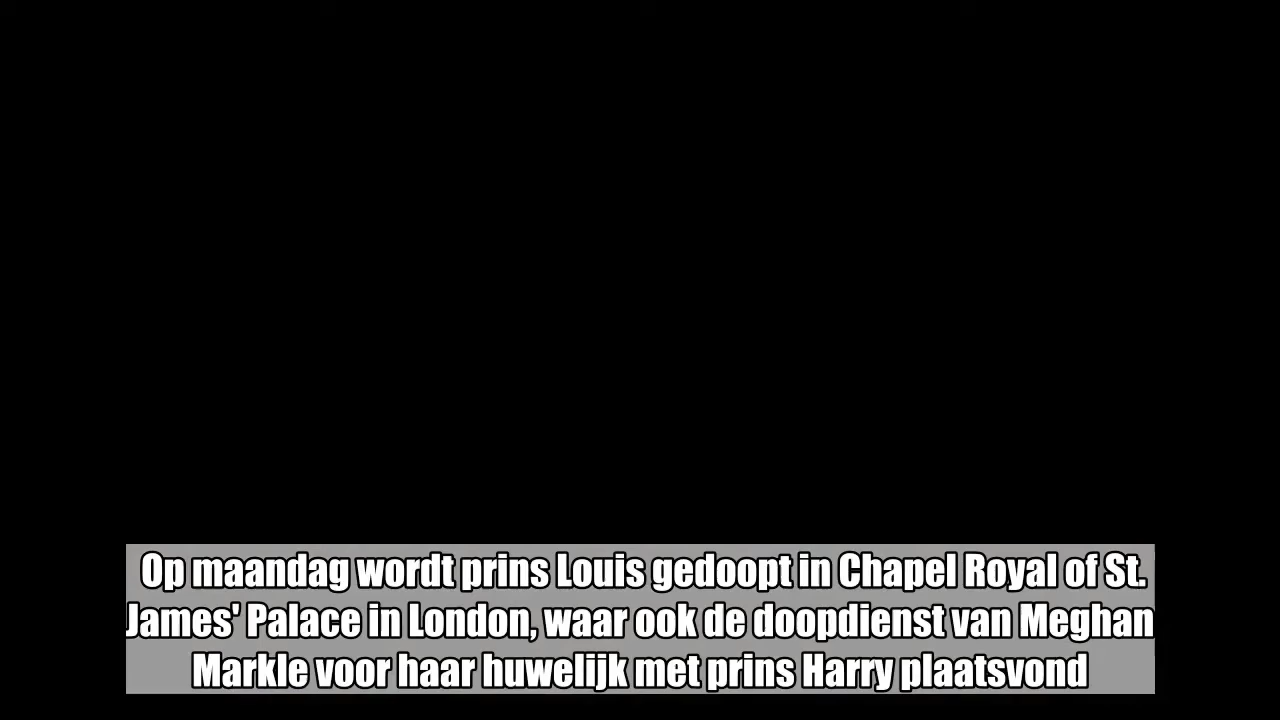 Op maandag wordt prins Louis gedoopt in Chapel Royal of St.
James' Palace in London, waar ook de doopdienst van Meghan
Markle voor haar huwelijk met prins Harry plaatsvond